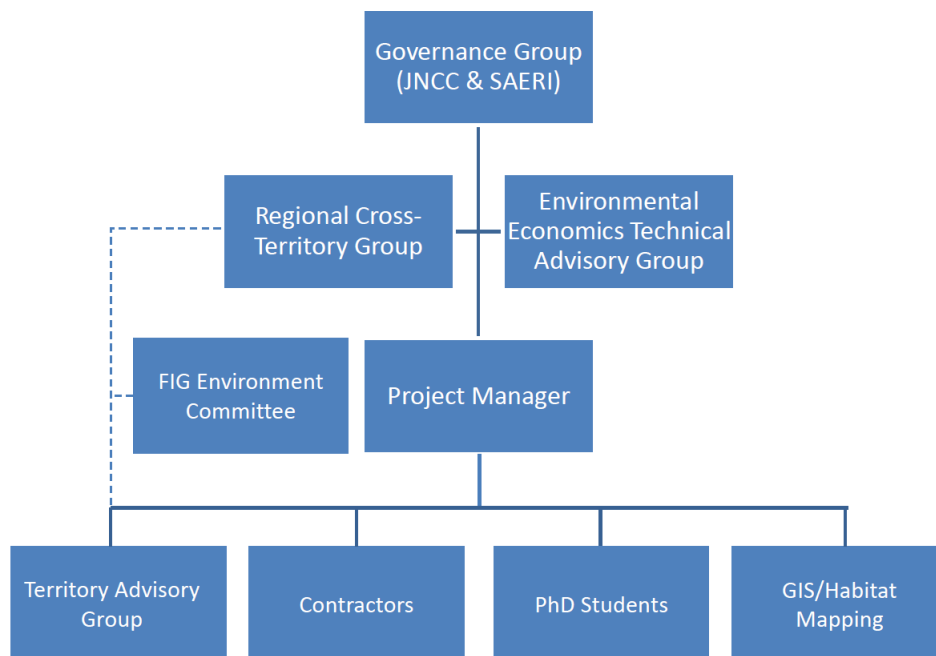 Governance Group
(JNCC & SAERI)
Regional Cross-
Territory Group
Environmental
Economics Technical
Advisory Group
FIG Environment
Committee
Project Manager
Territory Advisory
Group
Contractors
PhD Students
GIS/Habitat
Mapping